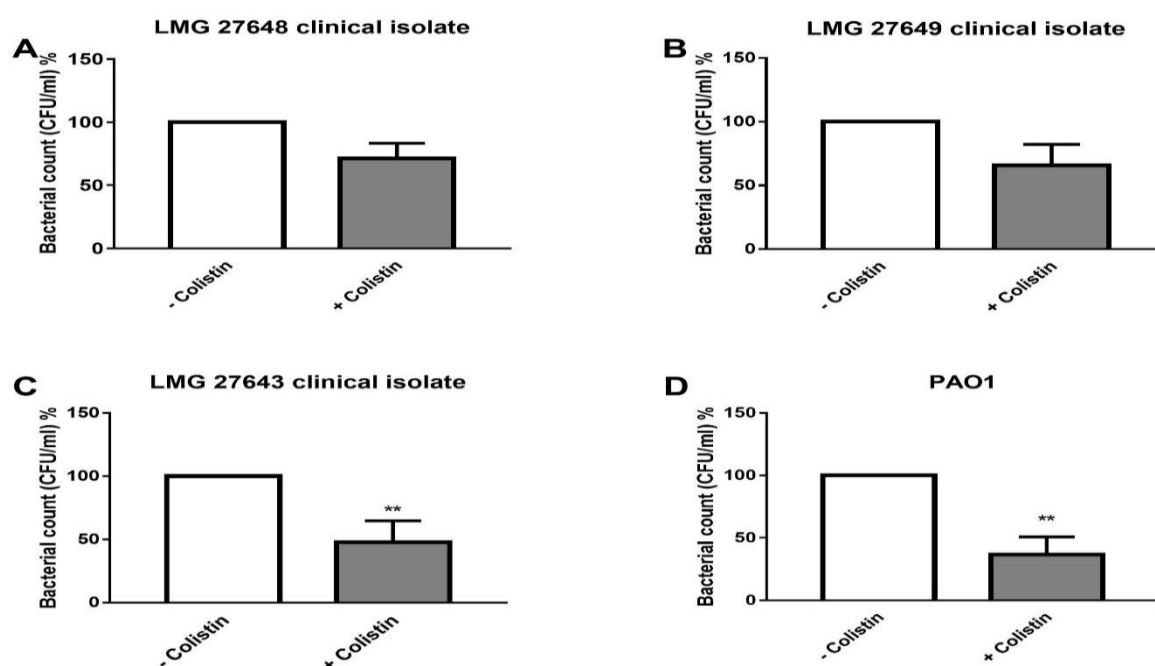 A
LMG 27648 clinical isolate
Bacterial count (CFU/ml) %
150
100
50
0
- Colistin
+ Colistin
B
LMG 27649 clinical isolate
Bacterial count (CFU/ml) %
150
100
50
0
- Colistin
+ Colistin
C
LMG 27643 clinical isolate
Bacterial count (CFU/ml) %
150
100
50
0
**
- Colistin
+ Colistin
D
PAO1
Bacterial count (CFU/ml) %
150
100
50
0
**
- Colistin
+ Colistin